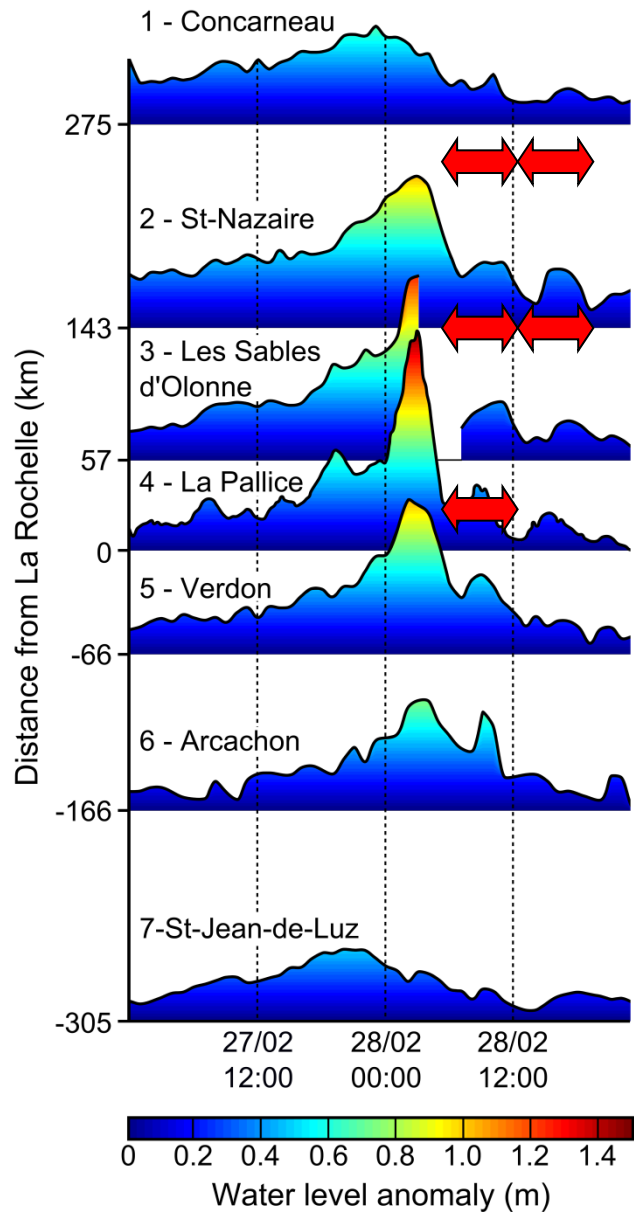 1 - Concarneau
275
2 - St-Nazaire
143
3 - Les Sables
d'Olonne
57
4 - La Pallice
0
5 - Verdon
-66
6 - Arcachon
-166
7-St-Jean-de-Luz
-305
Distance from La Rochelle (km)
27/02 28/02 28/02
12:00 00:00 12:00
0 0.2 0.4 0.6 0.8 1.0 1.2 1.4
Water level anomaly (m)